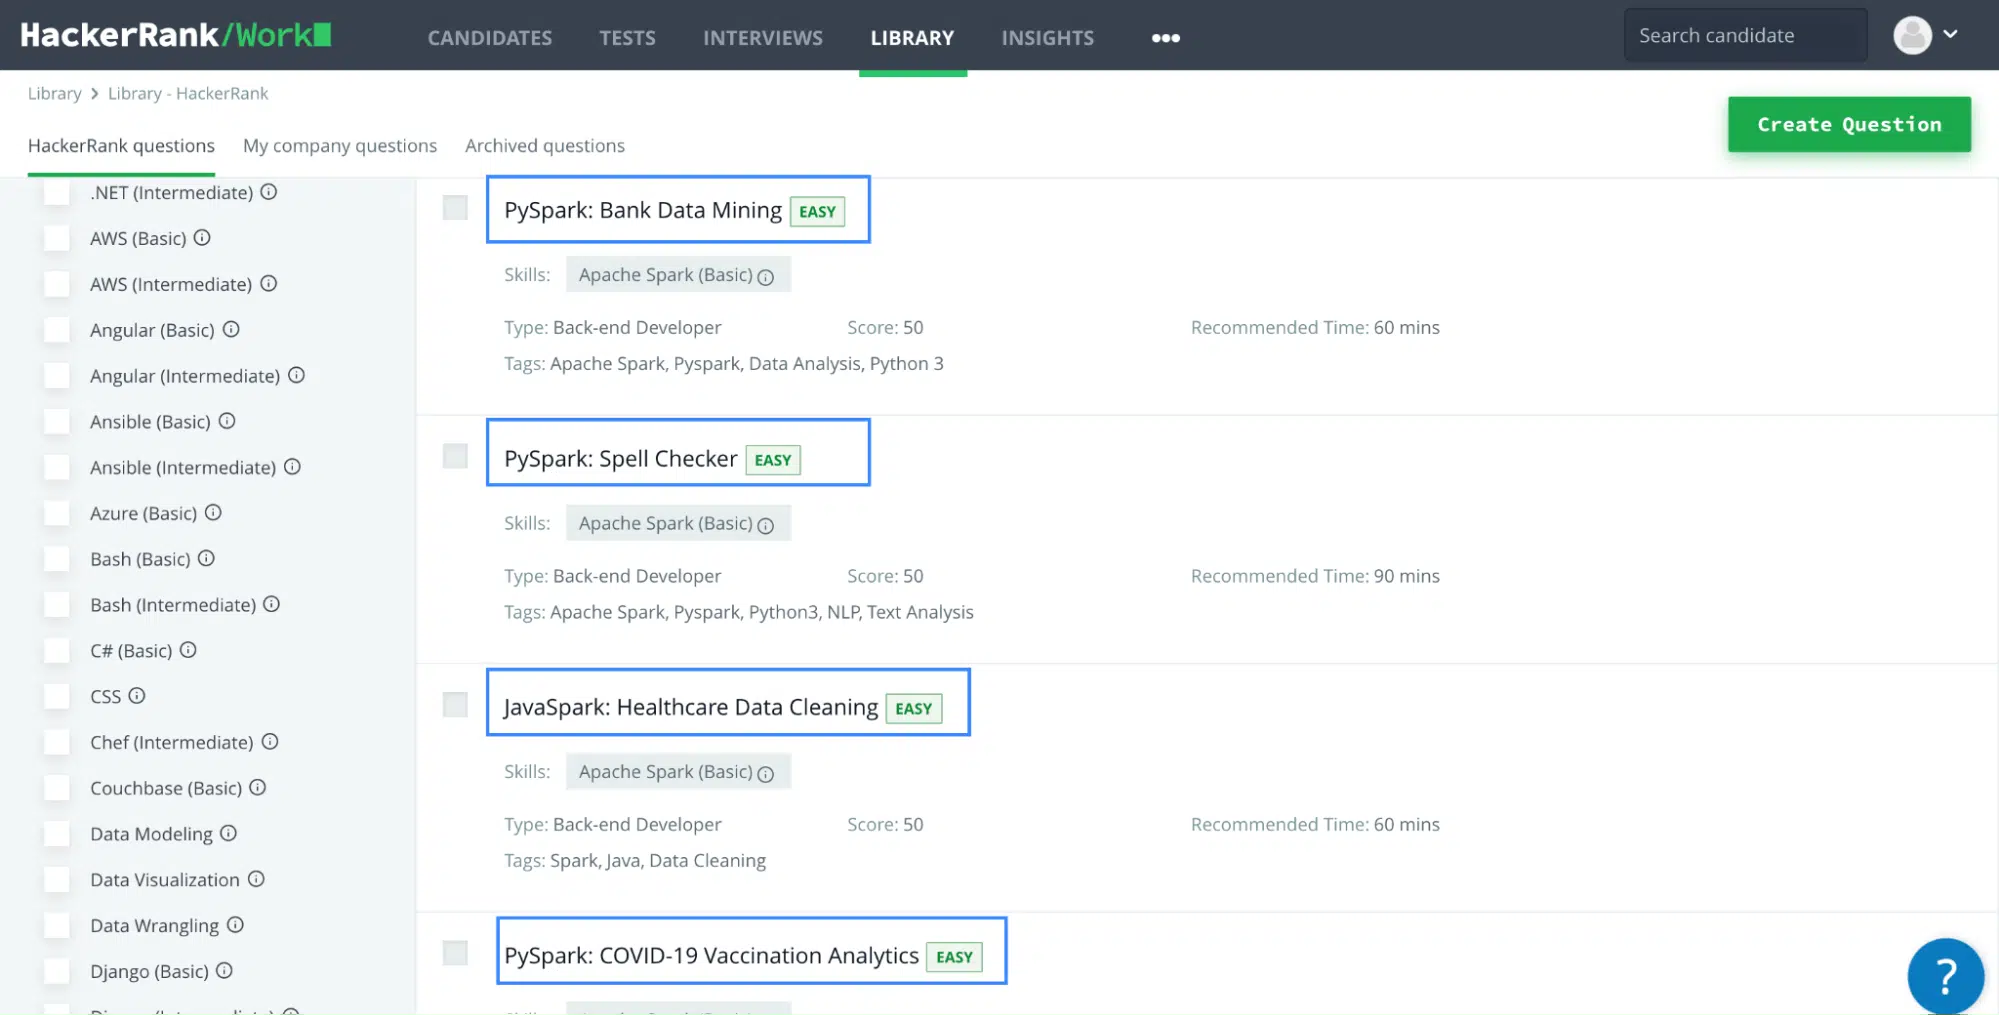 HackerRank/Work
CANDIDATES TESTS INTERVIEWS LIBRARY INSIGHTS •••
Search candidate
Library > Library - HackerRank
Create Question
HackerRank questions My company questions Archived questions
.NET (Intermediate)
AWS (Basic)
AWS (Intermediate)
Angular (Basic)
Angular (Intermediate)
Ansible (Basic)
Ansible (Intermediate)
Azure (Basic)
Bash (Basic)
Bash (Intermediate)
C# (Basic)
CSS
Chef (Intermediate)
Couchbase (Basic)
Data Modeling
Data Visualization
Data Wrangling
Django (Basic)
PySpark: Bank Data Mining EASY
Skills: Apache Spark (Basic)
Type: Back-end Developer Score: 50 Recommended Time: 60 mins
Tags: Apache Spark, Pyspark, Data Analysis, Python 3
PySpark: Spell Checker EASY
Skills: Apache Spark (Basic)
Type: Back-end Developer Score: 50 Recommended Time: 90 mins
Tags: Apache Spark, Pyspark, Python3, NLP, Text Analysis
JavaSpark: Healthcare Data Cleaning EASY
Skills: Apache Spark (Basic)
Type: Back-end Developer Score: 50 Recommended Time: 60 mins
Tags: Spark, Java, Data Cleaning
PySpark: COVID-19 Vaccination Analytics EASY
?